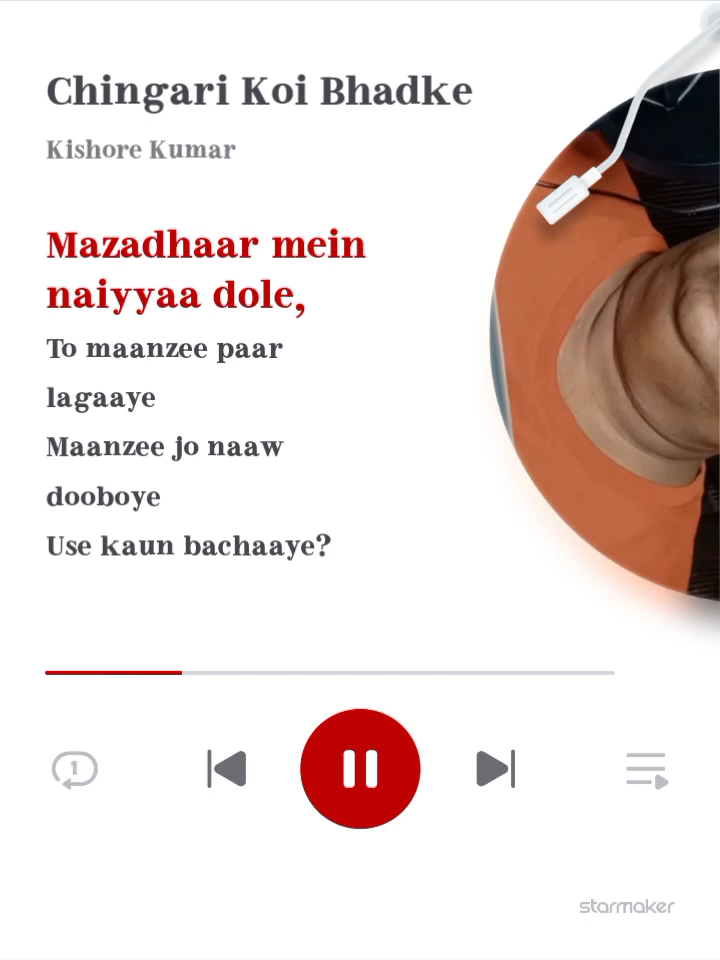 Chingari Koi Bhadke
Kishore Kumar
Mazadhaar mein
naiyyaa dole,
To maanzee paar
lagaaye
Maanzee jo naaw
dooboye
Use kaun bachaaye?
1
starmaker